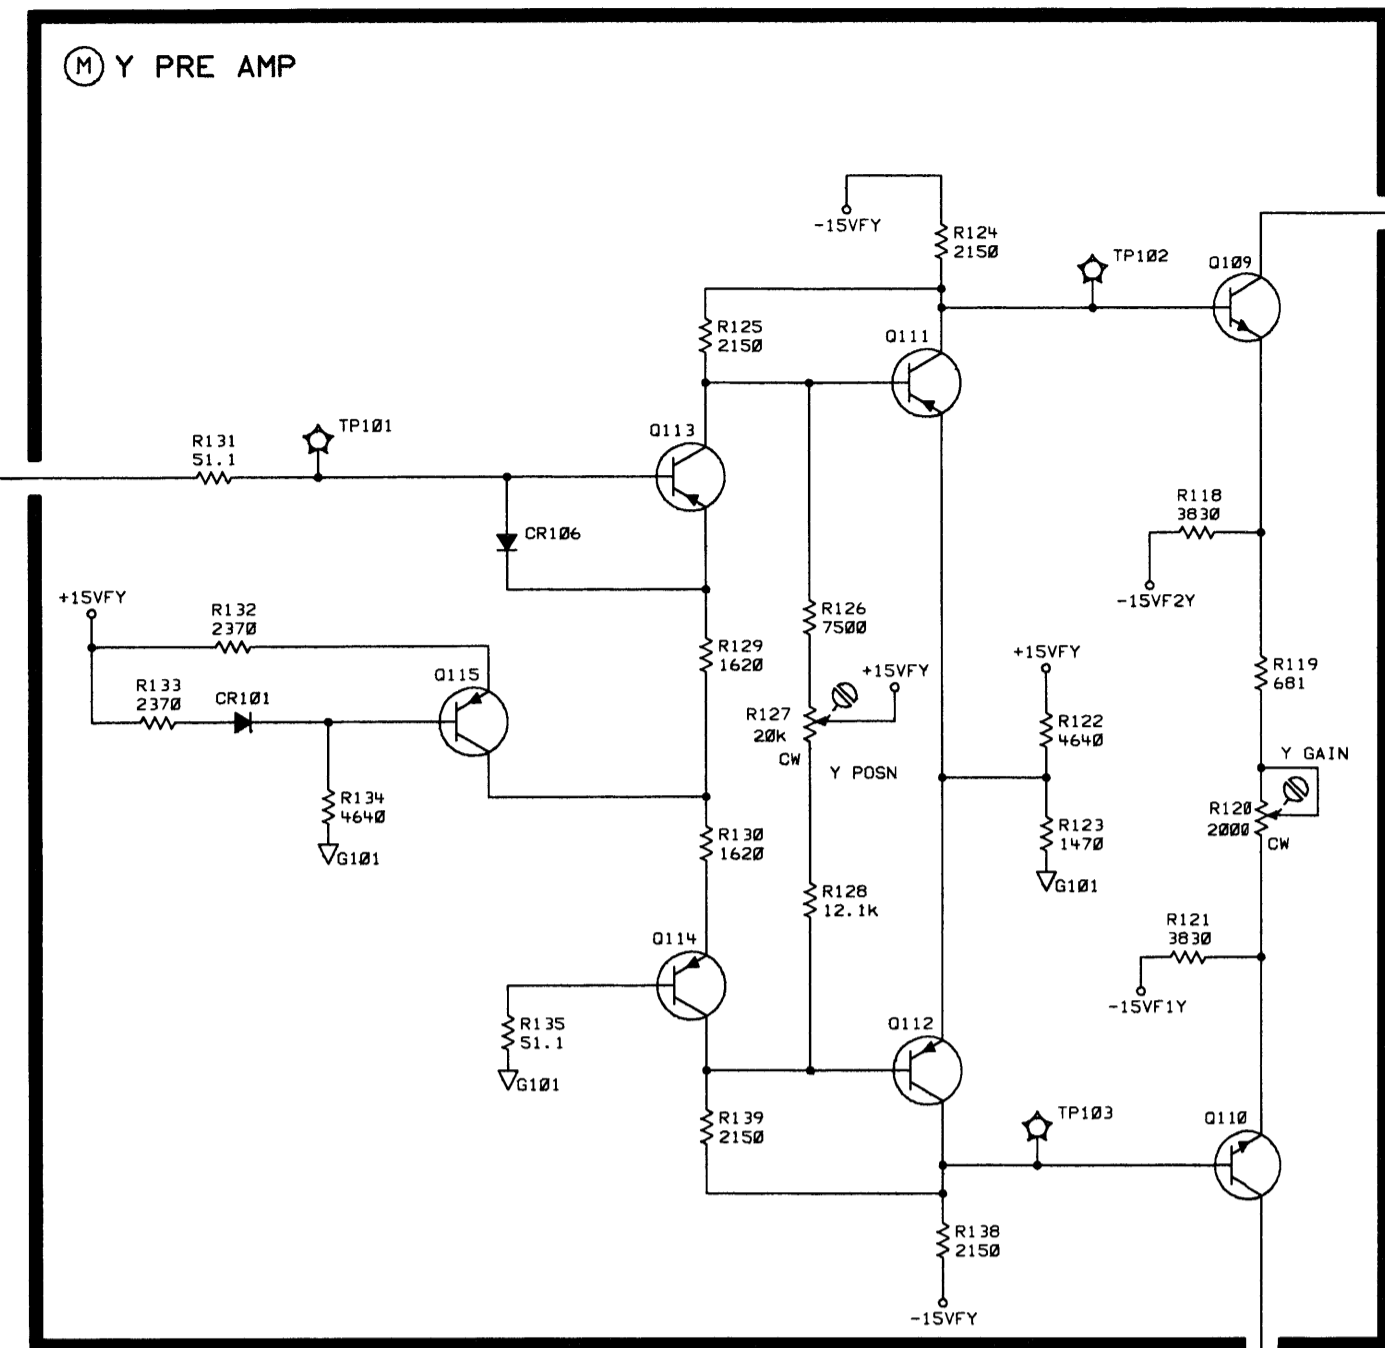 M Y PRE AMP
-15VFY
R124
2150
TP102
Q109
R125
2150
Q111
TP101
R131
51.1
Q113
R118
3830
CR106
-15VF2Y
+15VFY
R132
2370
R126
7500
R129
1620
+15VFY
+15VFY
R119
681
Q115
R133
2370
CR101
R127
20k
CW
Y POSN
R122
4640
Y GAIN
R134
4640
G101
R130
1620
R123
1470
G101
R120
2000
CW
R128
12.1k
R121
3830
Q114
-15VF1Y
R135
51.1
G101
Q112
R139
2150
TP103
Q110
R138
2150
-15VFY